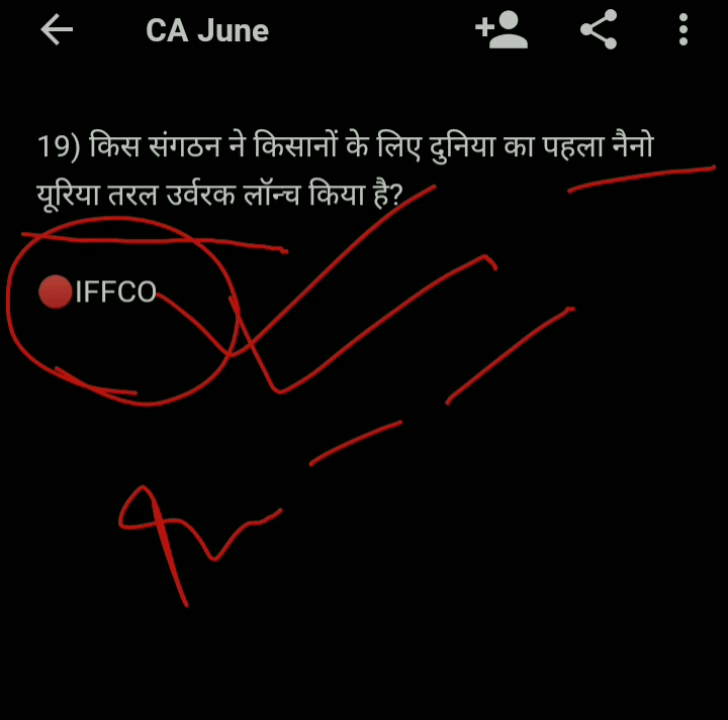 CA June
19) किस संगठन ने किसानों के लिए दुनिया का पहला नैनो
यूरिया तरल उर्वरक लॉन्च किया है?
IFFCO